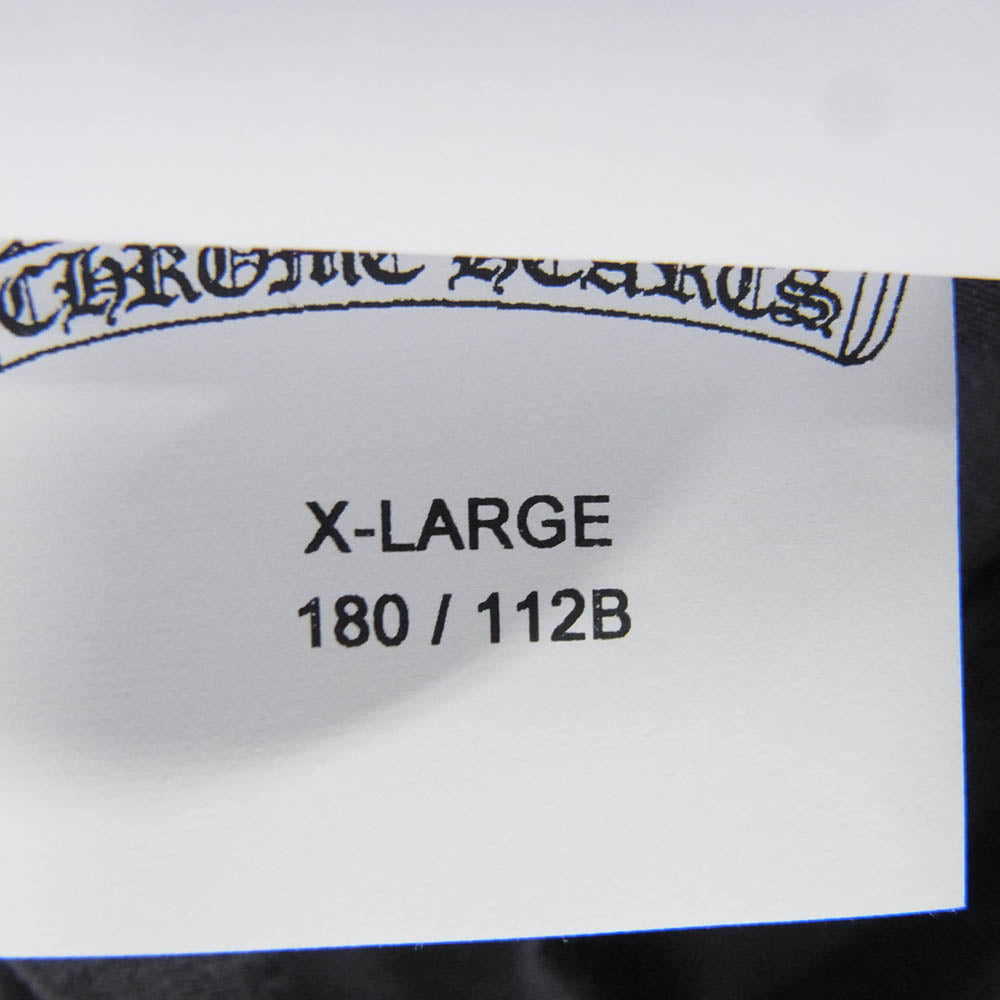 CHROME HEARTS
X-LARGE
180 / 112B